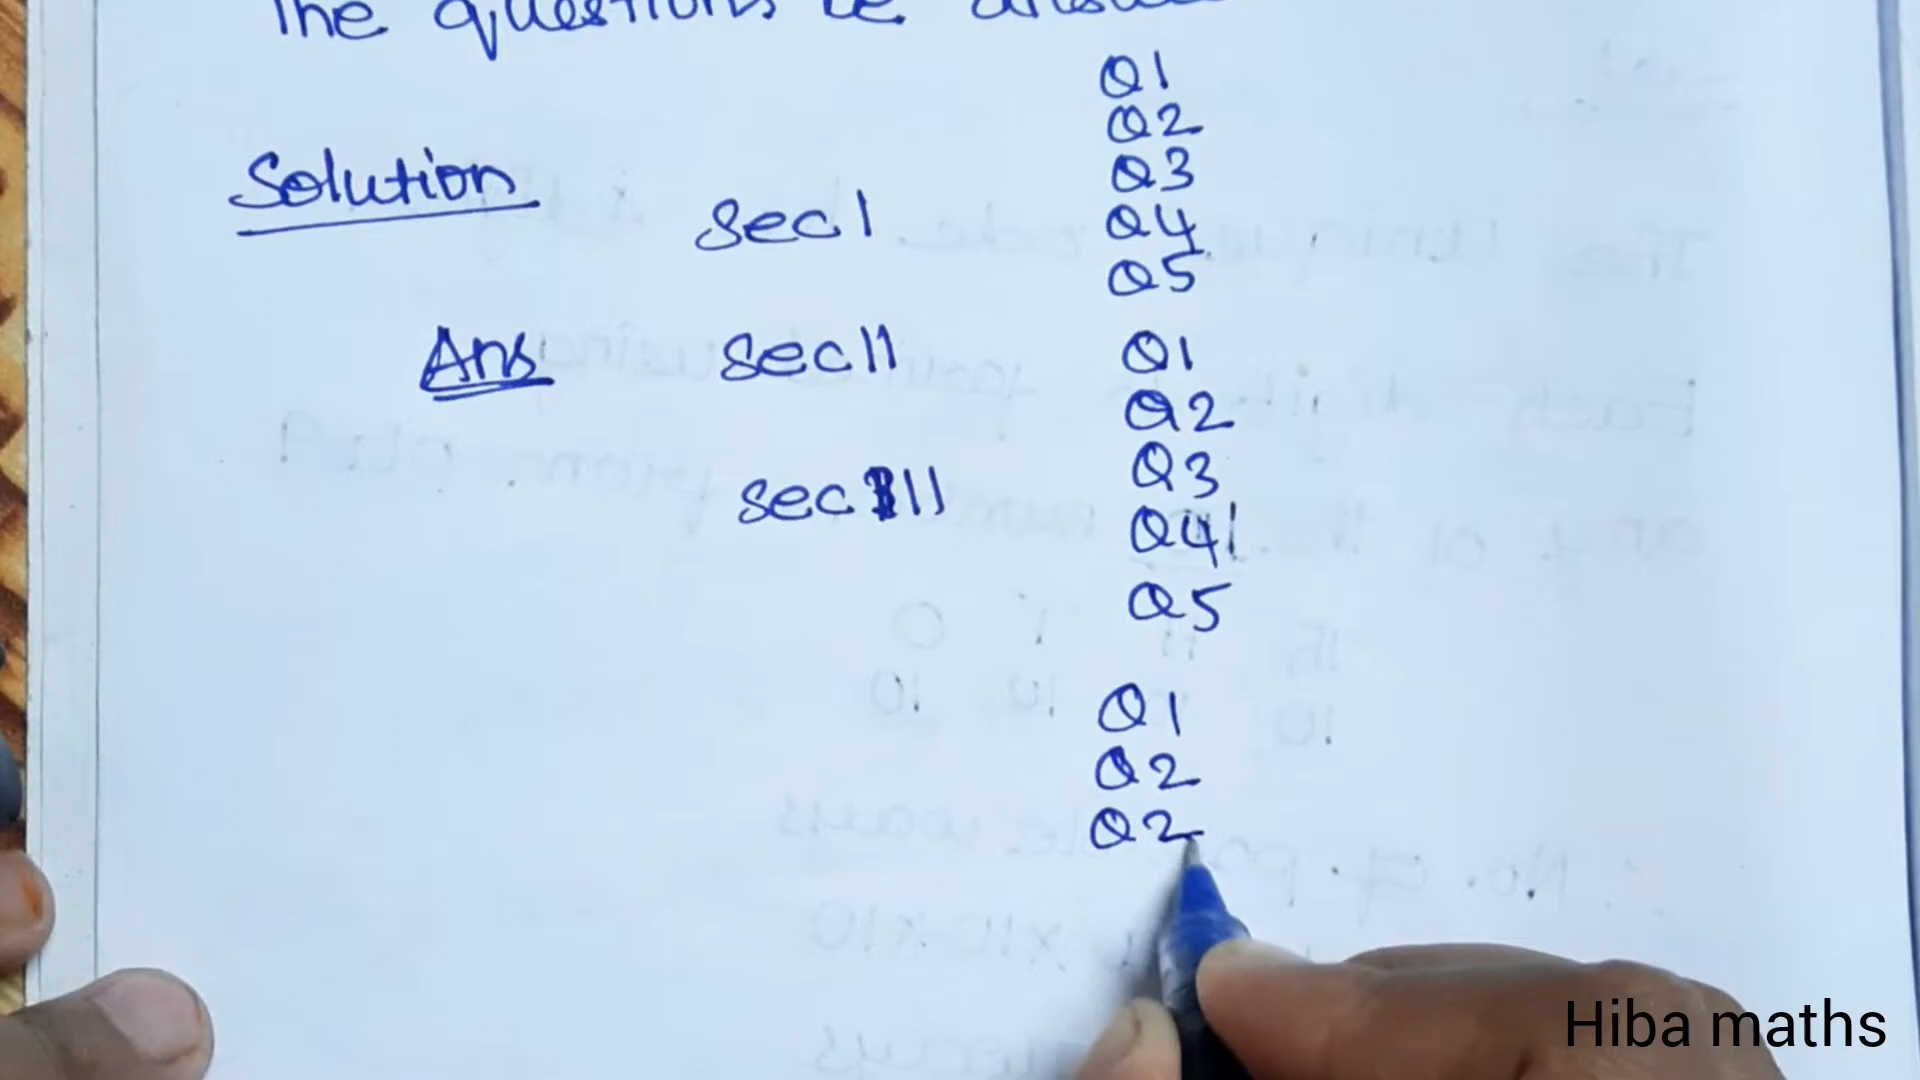 The questions be
Q1
Q2
Q3
Q4
Q5
Solution
sec I
Ans
sec II
Q1
Q2
Q3
Q4
Q5
sec III
Q1
Q2
Q2
Hiba maths